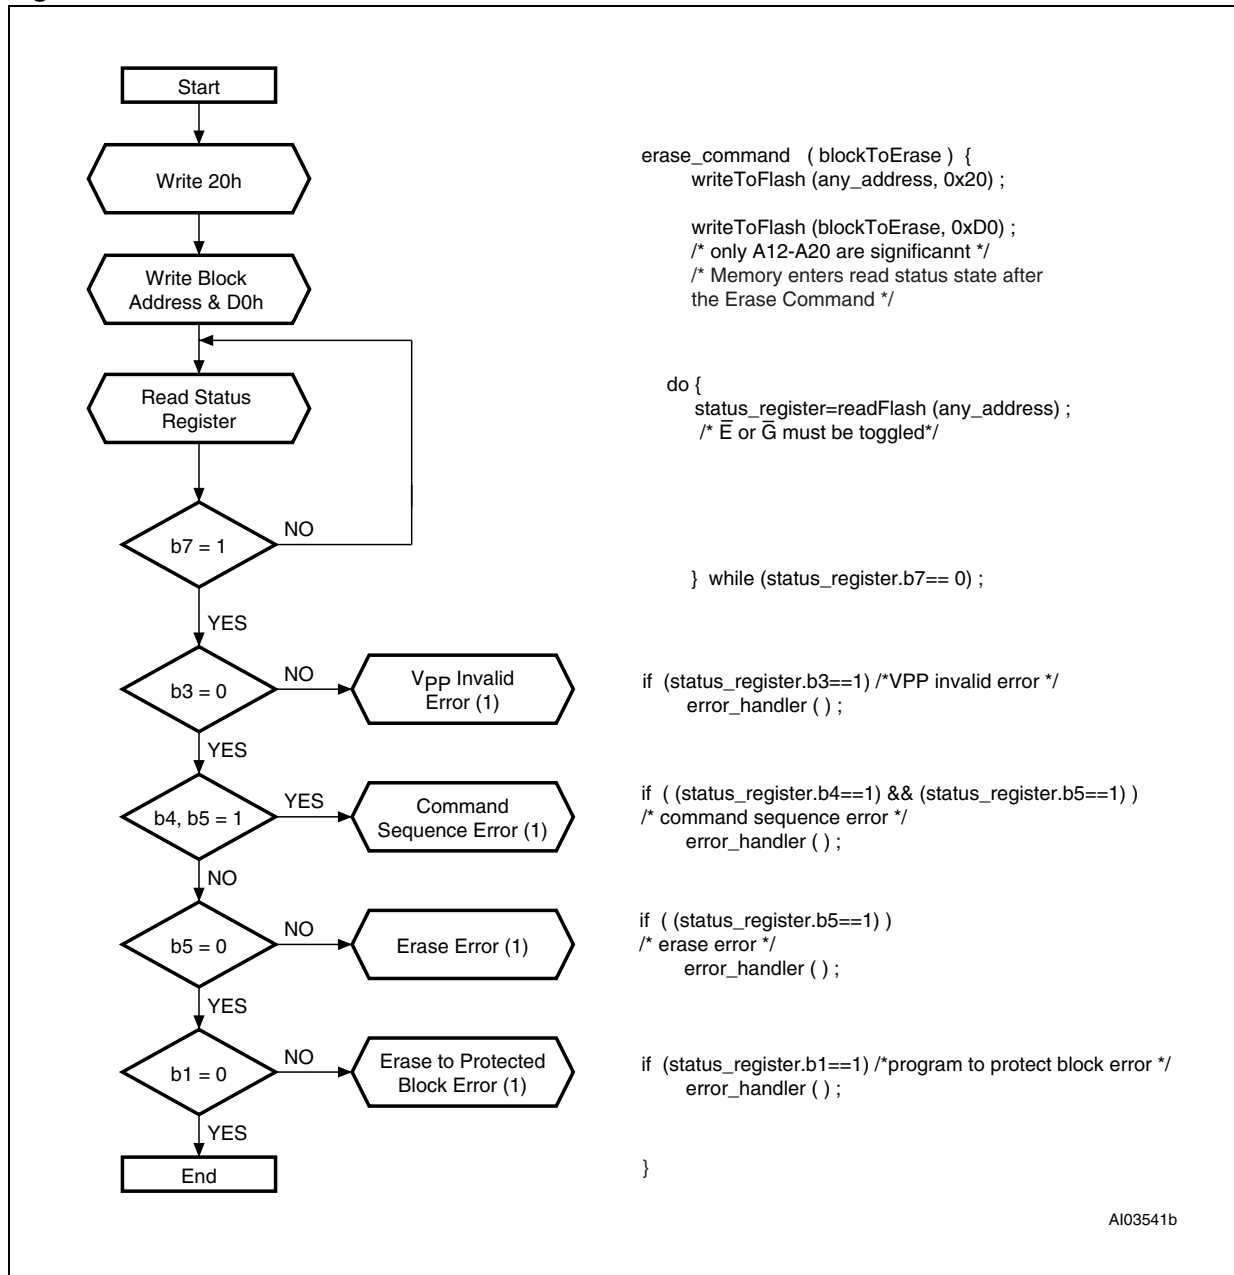 Start
Write 20h
Write Block
Address & D0h
Read Status
Register
b7 = 1
NO
YES
b3 = 0
NO
VPP Invalid
Error (1)
YES
b4, b5 = 1
YES
Command
Sequence Error (1)
NO
b5 = 0
NO
Erase Error (1)
YES
b1 = 0
NO
Erase to Protected
Block Error (1)
YES
End
erase_command ( blockToErase ) {
writeToFlash (any_address, 0x20) ;
writeToFlash (blockToErase, 0xD0) ;
/* only A12-A20 are significannt */
/* Memory enters read status state after
the Erase Command */
do {
status_register=readFlash (any_address) ;
/* E̅ or G̅ must be toggled*/
} while (status_register.b7== 0) ;
if (status_register.b3==1) /*VPP invalid error */
error_handler ( ) ;
if ( (status_register.b4==1) && (status_register.b5==1) )
/* command sequence error */
error_handler ( ) ;
if ( (status_register.b5==1) )
/* erase error */
error_handler ( ) ;
if (status_register.b1==1) /*program to protect block error */
error_handler ( ) ;
}
AI03541b